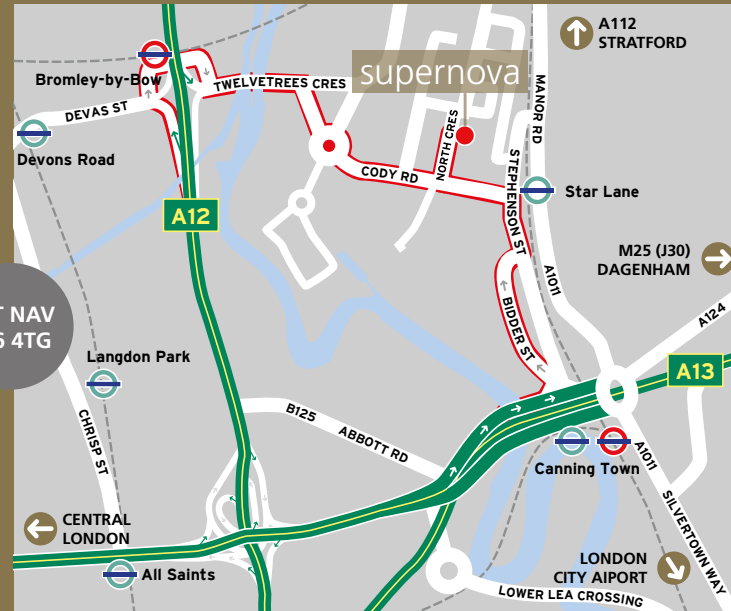 A112
STRATFORD
Bromley-by-Bow
supernova
TWELVETREES CRES
MANOR RD
DEVAS ST
NORTH CRES
Devons Road
CODY RD
STEPHENSON ST
Star Lane
A12
M25 (J30)
DAGENHAM
A1011
T NAV
4TG
BIDDER ST
A124
Langdon Park
A13
B125
ABBOTT RD
CHRISP ST
Canning Town
A1011
SILVERTOWN WAY
CENTRAL
LONDON
All Saints
LONDON
CITY AIPORT
LOWER LEA CROSSING